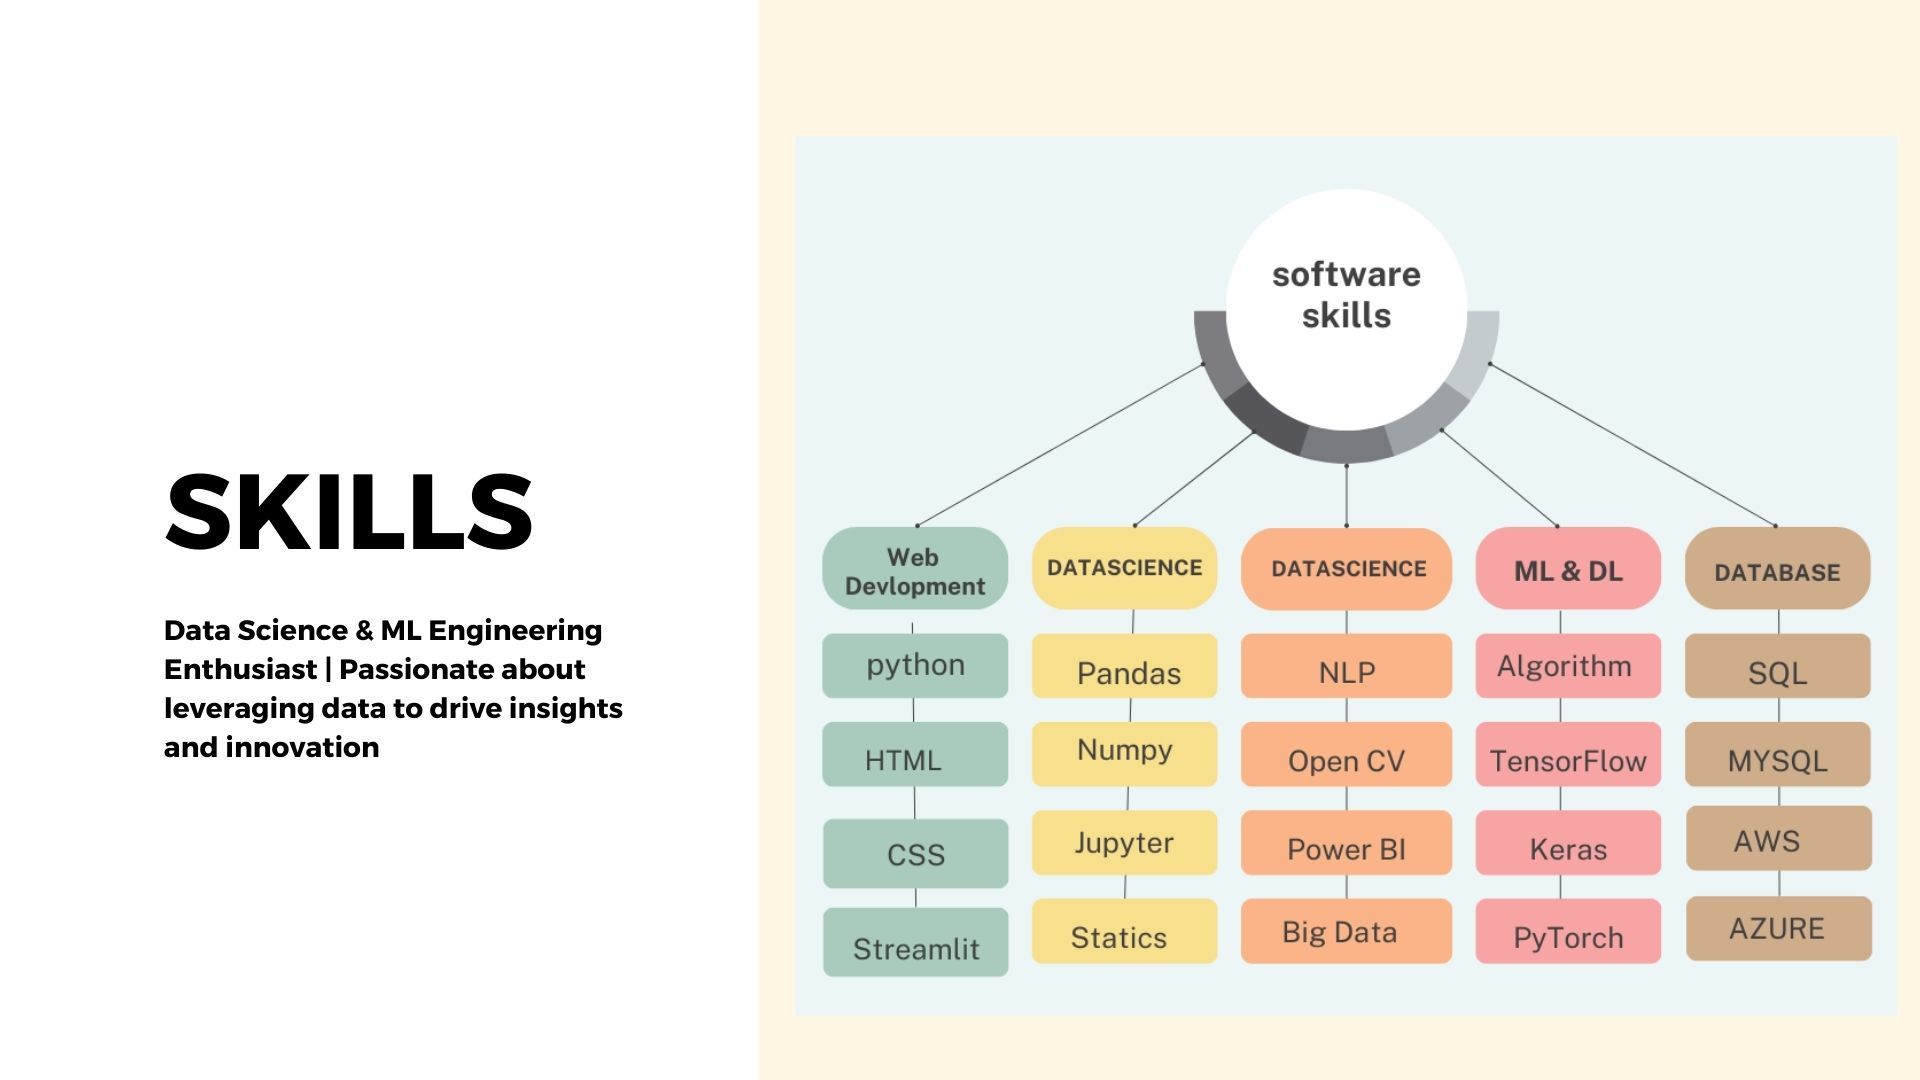 SKILLS
Data Science & ML Engineering
Enthusiast | Passionate about
leveraging data to drive insights
and innovation
software
skills
Web
Devlopment
python
HTML
CSS
Streamlit
DATASCIENCE
Pandas
Numpy
Jupyter
Statics
DATASCIENCE
NLP
Open CV
Power BI
Big Data
ML & DL
Algorithm
TensorFlow
Keras
PyTorch
DATABASE
SQL
MYSQL
AWS
AZURE